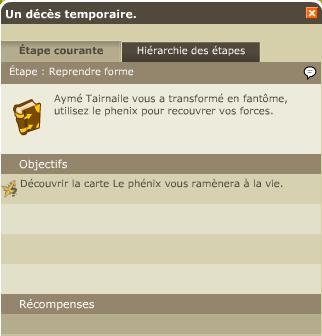 Un décès temporaire.
Étape courante
Hiérarchie des étapes
Étape : Reprendre forme
Aymé Tairnaile vous a transformé en fantôme,
utilisez le phenix pour recouvrer vos forces.
Objectifs
Découvrir la carte Le phénix vous ramènera à la vie.
Récompenses